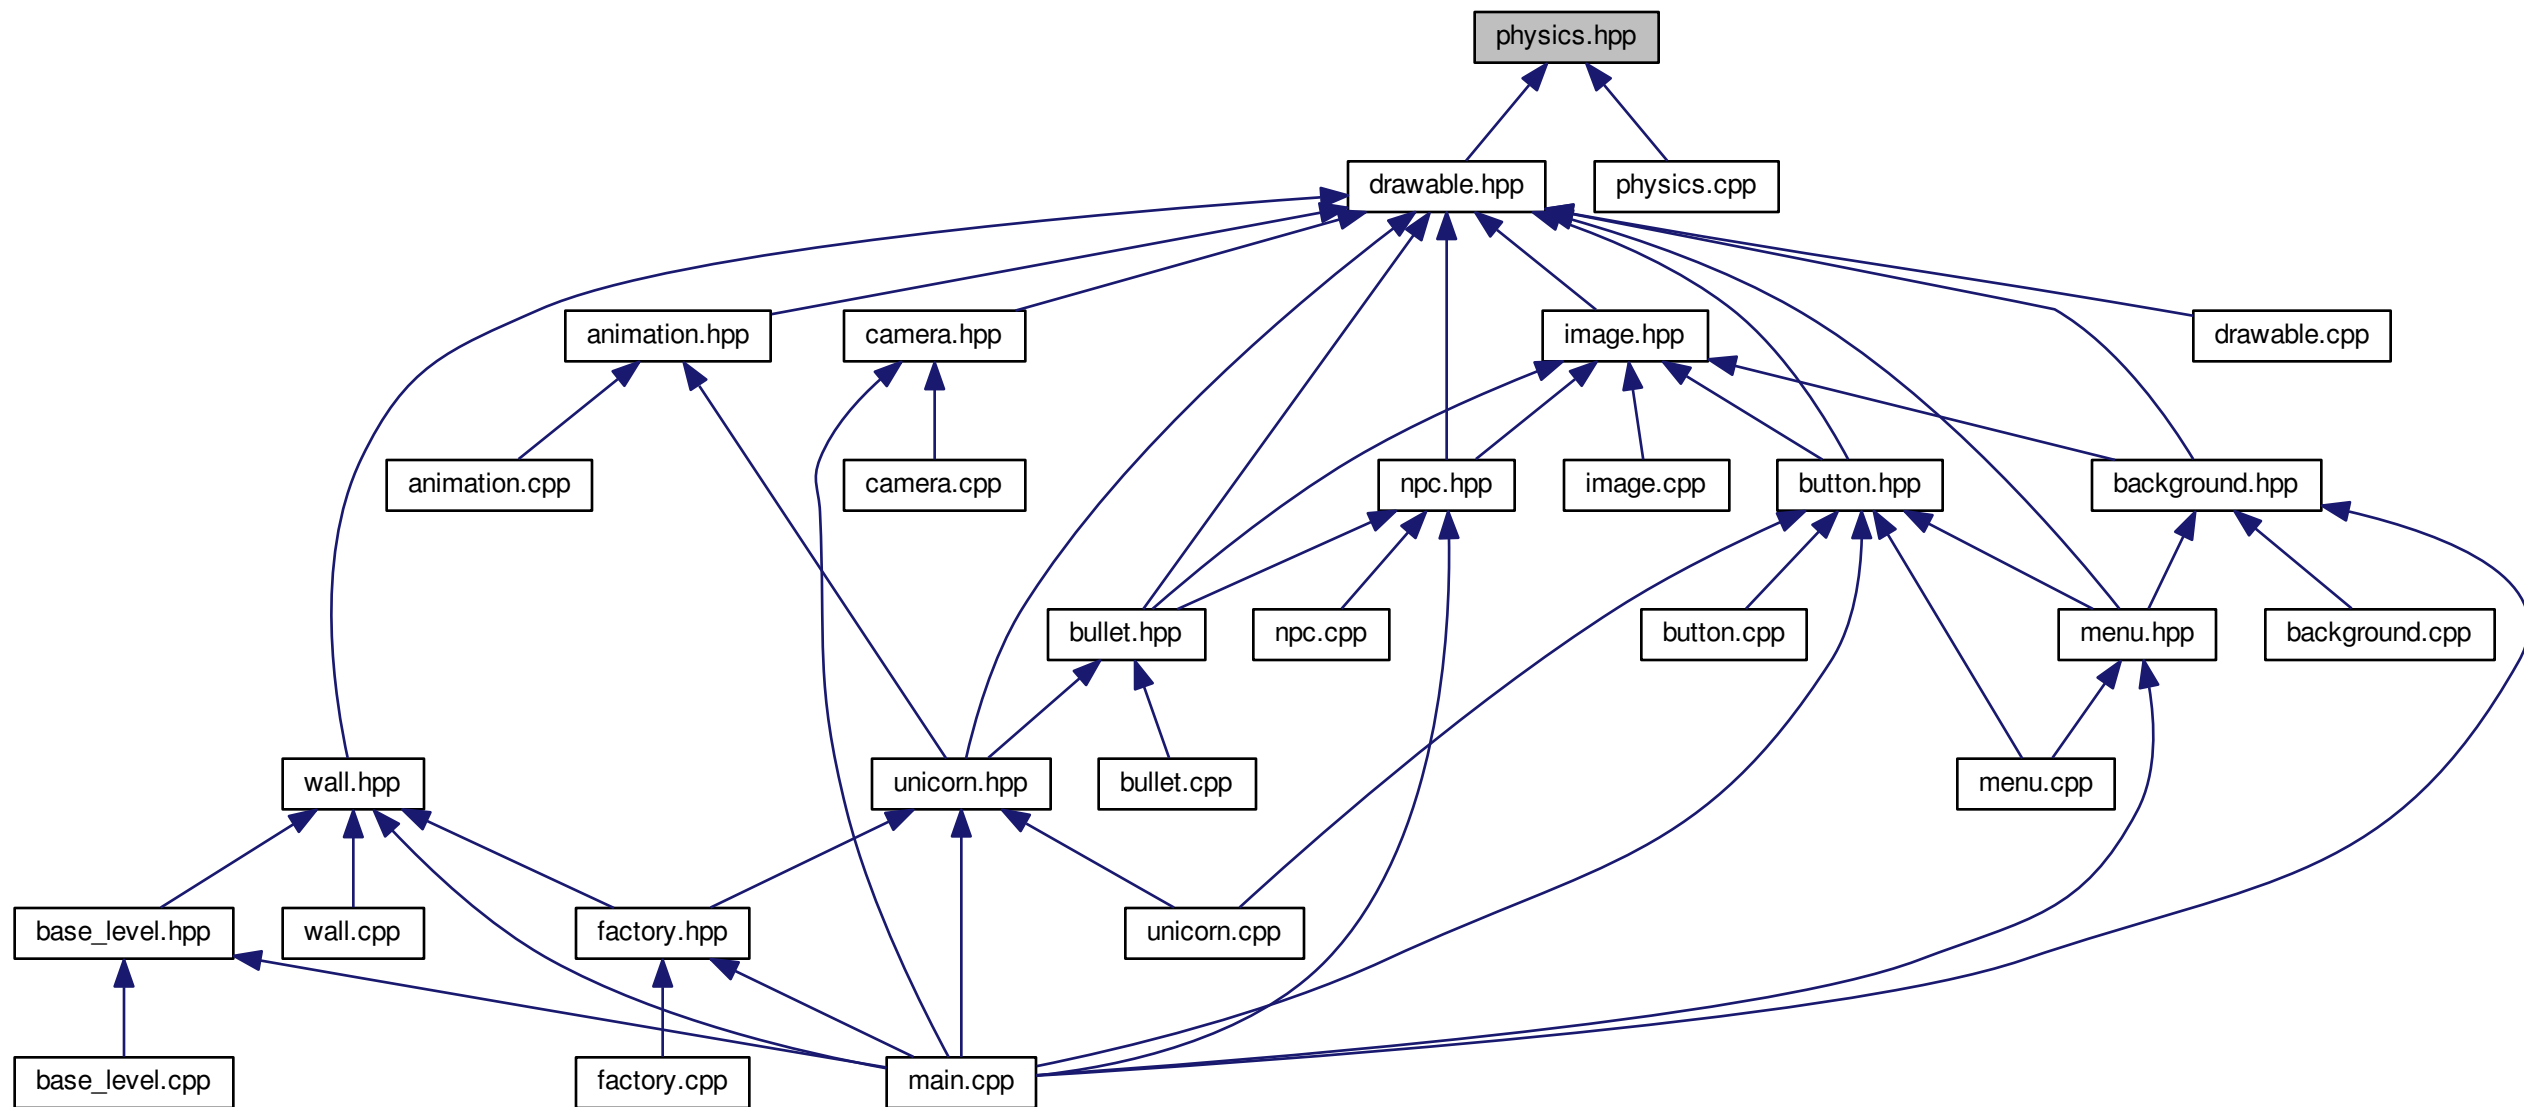 physics.hpp
drawable.hpp
physics.cpp
animation.hpp
camera.hpp
image.hpp
drawable.cpp
animation.cpp
camera.cpp
npc.hpp
image.cpp
button.hpp
background.hpp
bullet.hpp
npc.cpp
button.cpp
menu.hpp
background.cpp
wall.hpp
unicorn.hpp
bullet.cpp
menu.cpp
base_level.hpp
wall.cpp
factory.hpp
unicorn.cpp
base_level.cpp
factory.cpp
main.cpp